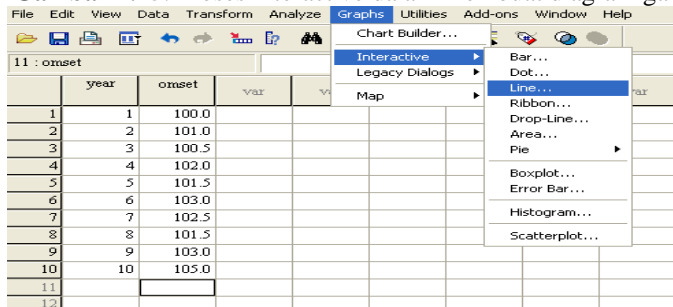 File Edit View Data Transform Analyze Graphs Utilities Add-ons Window Help
Chart Builder...
Interactive
Legacy Dialogs
Map
Bar...
Dot...
Line...
Ribbon...
Drop-Line...
Area...
Pie
Boxplot...
Error Bar...
Histogram...
Scatterplot...
11 : omset
year omset var
1 1 100.0
2 2 101.0
3 3 100.5
4 4 102.0
5 5 101.5
6 6 103.0
7 7 102.5
8 8 101.5
9 9 103.0
10 10 105.0
11
12